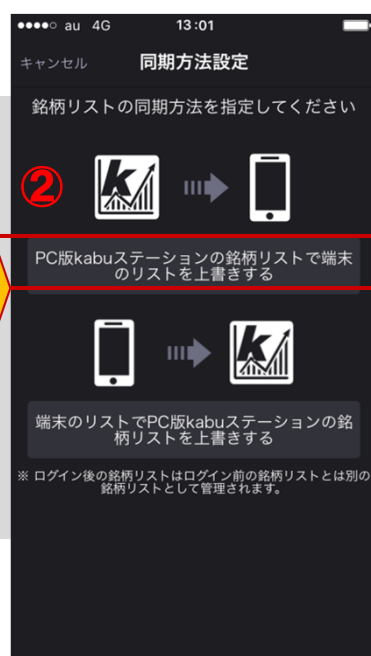 au 4G 13:01
キャンセル 同期方法設定
銘柄リストの同期方法を指定してください
②
k
PC版kabuステーションの銘柄リストで端末
のリストを上書きする
k
端末のリストでPC版kabuステーションの銘
柄リストを上書きする
※ ログイン後の銘柄リストはログイン前の銘柄リストとは別の
銘柄リストとして管理されます。